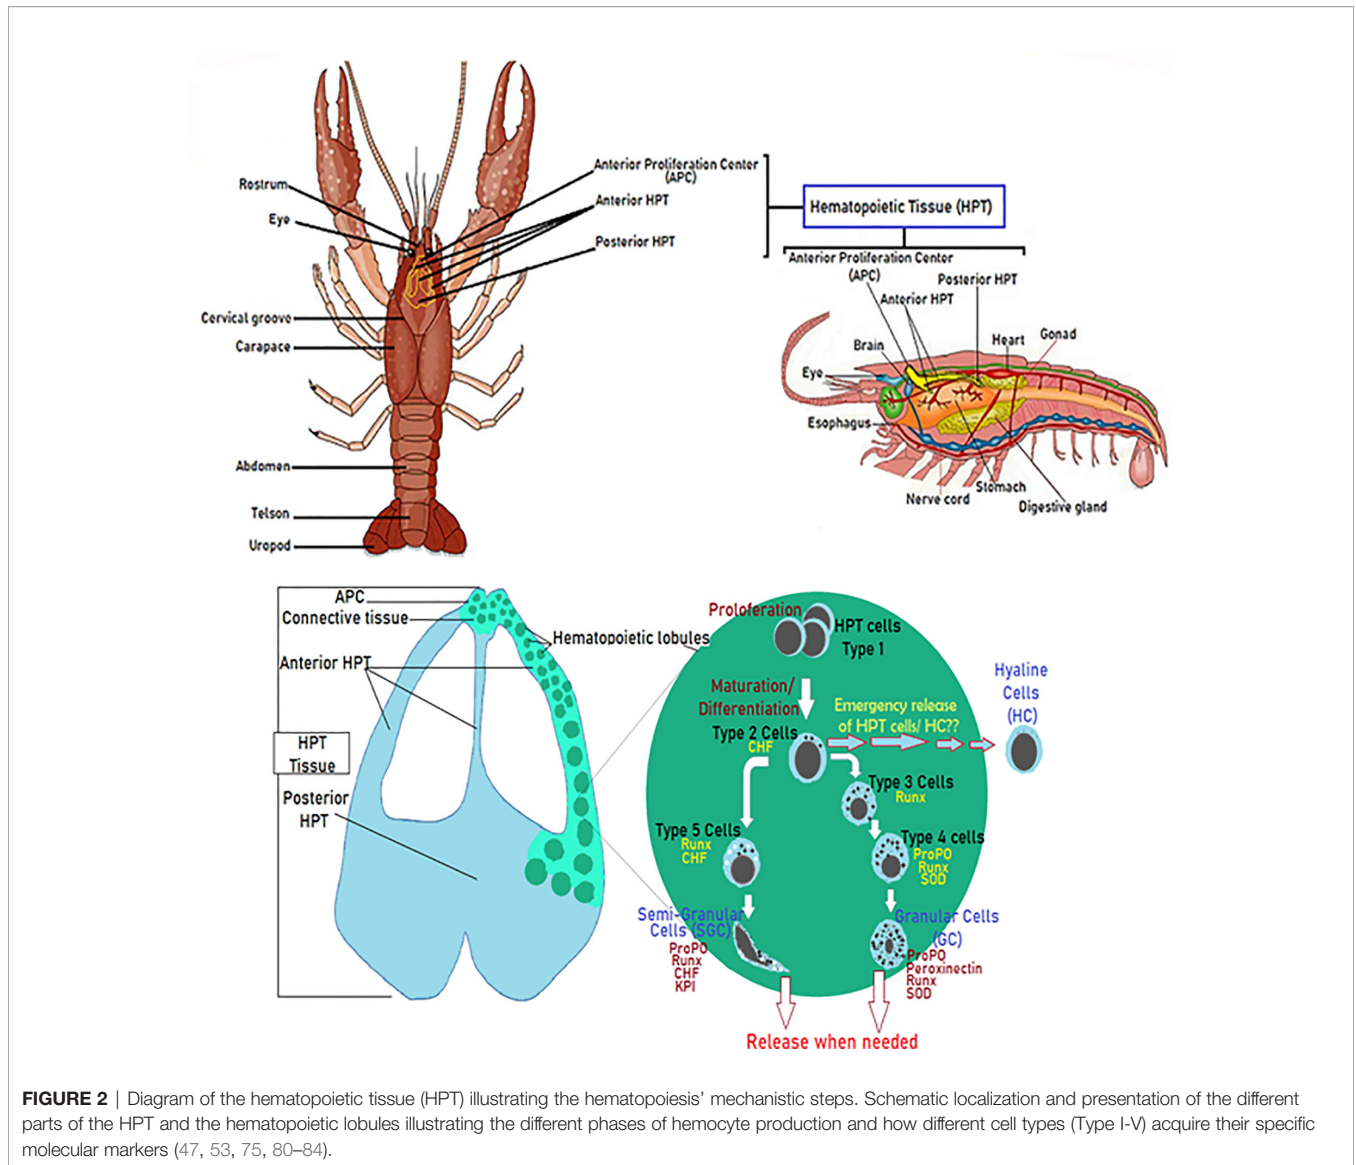 Rostrum
Eye
Cervical groove
Carapace
Abdomen
Telson
Uropod
Anterior Proliferation Center
(APC)
Anterior HPT
Posterior HPT
Hematopoietic Tissue (HPT)
Anterior Proliferation Center
(APC)
Posterior HPT
Anterior HPT
Brain
Heart
Gonad
Eye
Esophagus
Nerve cord
Stomach
Digestive gland
APC
Connective tissue
Hematopoietic lobules
Anterior HPT
HPT
Tissue
Posterior
HPT
Proloferation
HPT cells
Type 1
Maturation/
Differentiation
Emergency release
of HPT cells/ HC??
Hyaline
Cells
(HC)
Type 2 Cells
CHF
Type 3 Cells
Runx
Type 5 Cells
Runx
CHF
Type 4 cells
ProPO
Runx
SOD
Semi-Granular
Cells (SGC)
ProPO
Runx
CHF
KPI
Granular Cells
(GC)
ProPO
Peroxinectin
Runx
SOD
Release when needed
FIGURE 2 | Diagram of the hematopoietic tissue (HPT) illustrating the hematopoiesis’ mechanistic steps. Schematic localization and presentation of the different
parts of the HPT and the hematopoietic lobules illustrating the different phases of hemocyte production and how different cell types (Type I-V) acquire their specific
molecular markers (47, 53, 75, 80–84).